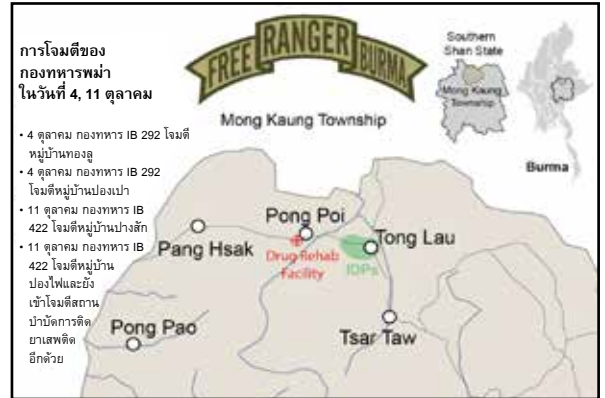 การโจมตีของ
กองทหารพม่า
ในวันที่ 4, 11 ตุลาคม
• 4 ตุลาคม กองทหาร IB 292 โจมตี
หมู่บ้านทองลู
• 4 ตุลาคม กองทหาร IB 292
โจมตีหมู่บ้านปองเปา
• 11 ตุลาคม กองทหาร IB
422 โจมตีหมู่บ้านปางสัก
• 11 ตุลาคม กองทหาร IB
422 โจมตีหมู่บ้าน
ปองไฟและยัง
เข้าโจมตีสถาน
บำบัดการติด
ยาเสพติด
อีกด้วย
FREE RANGER BURMA
Mong Kaung Township
Southern
Shan State
Mong Kaung
Township
Burma
Pong Poi
Pang Hsak
Drug Rehab
Facility
IDPs
Tong Lau
Pong Pao
Tsar Taw